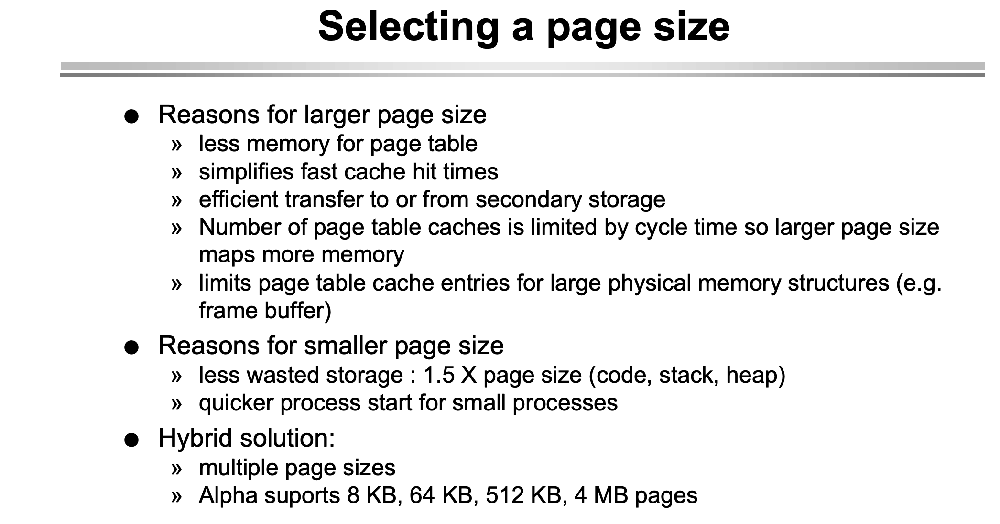 Selecting a page size
● Reasons for larger page size
» less memory for page table
» simplifies fast cache hit times
» efficient transfer to or from secondary storage
» Number of page table caches is limited by cycle time so larger page size
maps more memory
» limits page table cache entries for large physical memory structures (e.g.
frame buffer)
● Reasons for smaller page size
» less wasted storage : 1.5 X page size (code, stack, heap)
» quicker process start for small processes
● Hybrid solution:
» multiple page sizes
» Alpha suports 8 KB, 64 KB, 512 KB, 4 MB pages